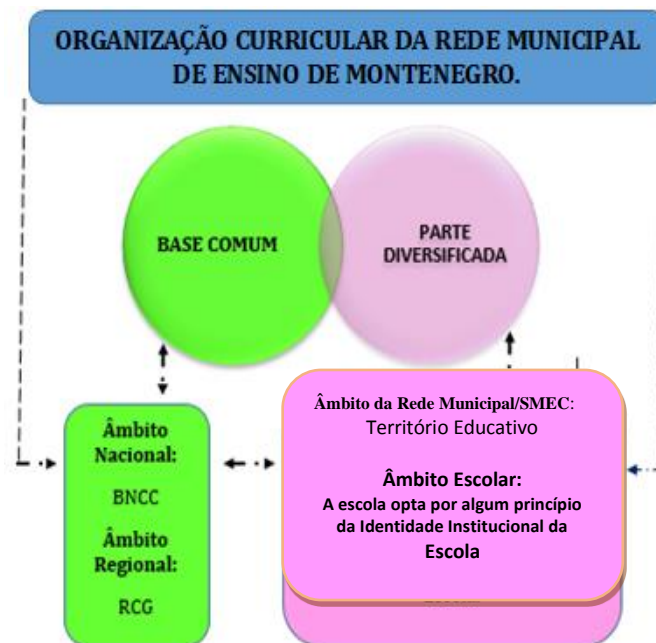 ORGANIZAÇÃO CURRICULAR DA REDE MUNICIPAL
DE ENSINO DE MONTENEGRO.
BASE COMUM
PARTE
DIVERSIFICADA
Âmbito
Nacional:
BNCC
Âmbito
Regional:
RCG
Âmbito da Rede Municipal/SMEC:
Território Educativo
Âmbito Escolar:
A escola opta por algum princípio
da Identidade Institucional da
Escola